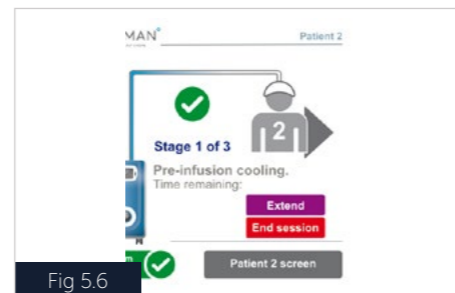 MAN
Patient 2
2
Stage 1 of 3
Pre-infusion cooling.
Time remaining:
Extend
End session
Patient 2 screen
Fig 5.6